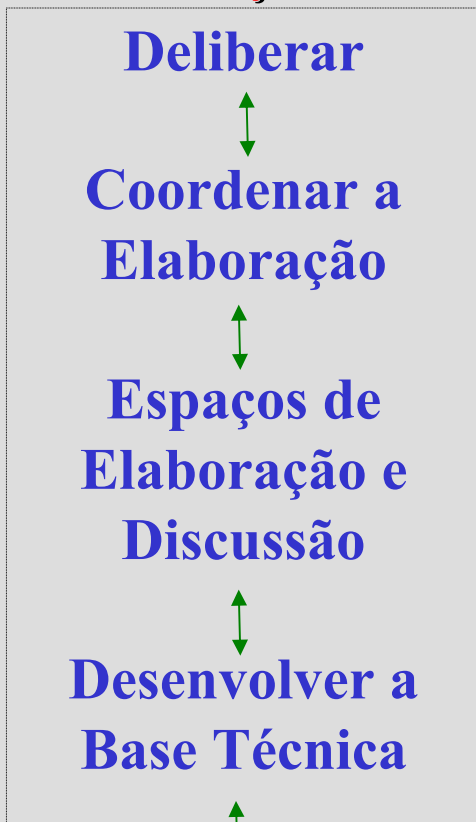 Deliberar
Coordenar a
Elaboração
Espaços de
Elaboração e
Discussão
Desenvolver a
Base Técnica